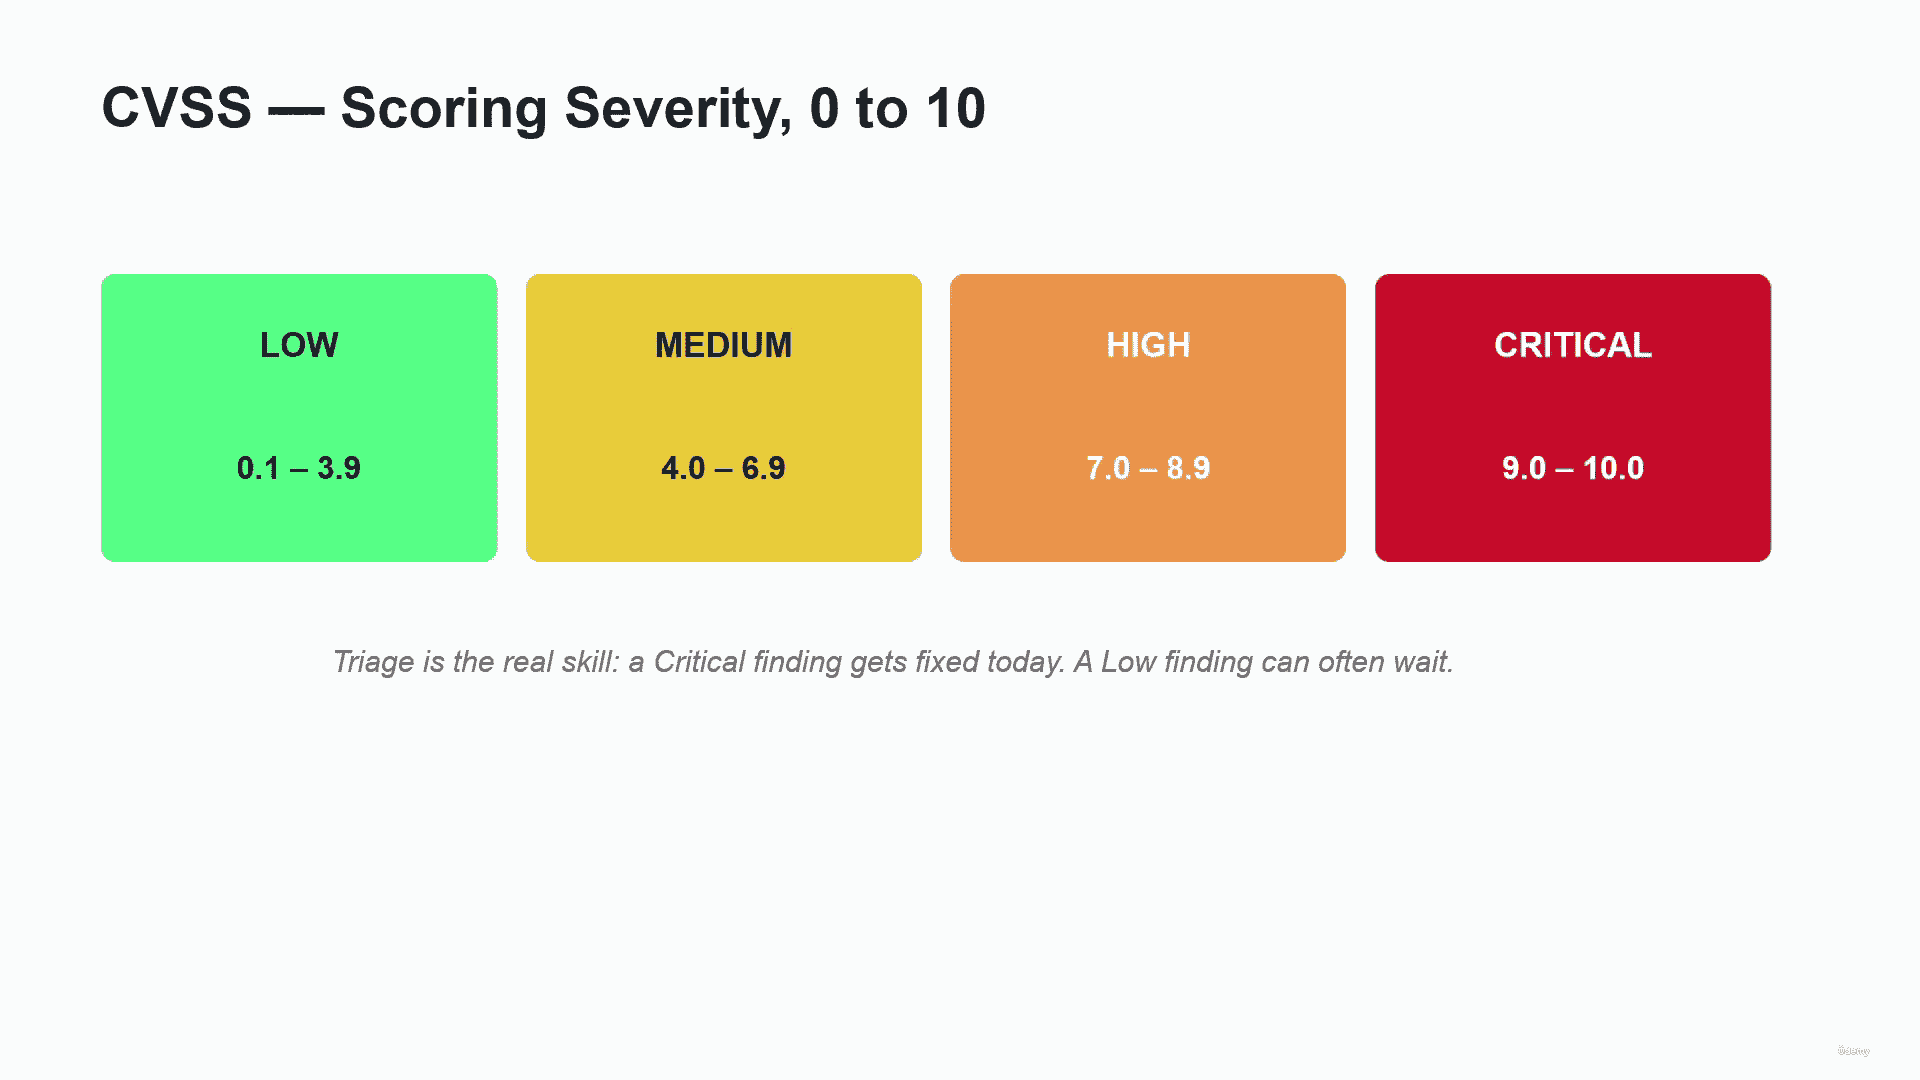 CVSS — Scoring Severity, 0 to 10
LOW
MEDIUM
HIGH
CRITICAL
0.1 – 3.9
4.0 – 6.9
7.0 – 8.9
9.0 – 10.0
Triage is the real skill: a Critical finding gets fixed today. A Low finding can often wait.